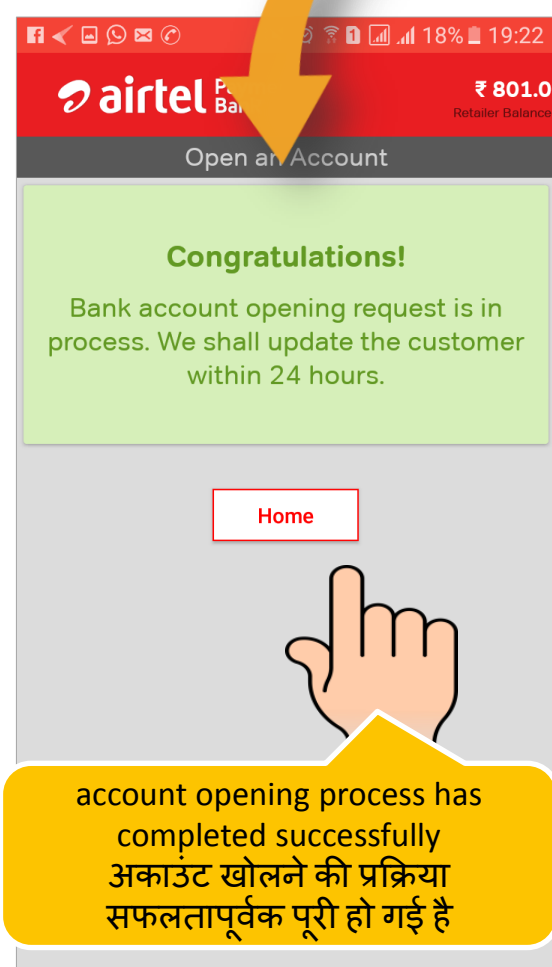 18% 19:22
airtel
₹ 801.0
Retailer Balance
Open an Account
Congratulations!
Bank account opening request is in
process. We shall update the customer
within 24 hours.
Home
account opening process has
completed successfully
अकाउंट खोलने की प्रक्रिया
सफलतापूर्वक पूरी हो गई है